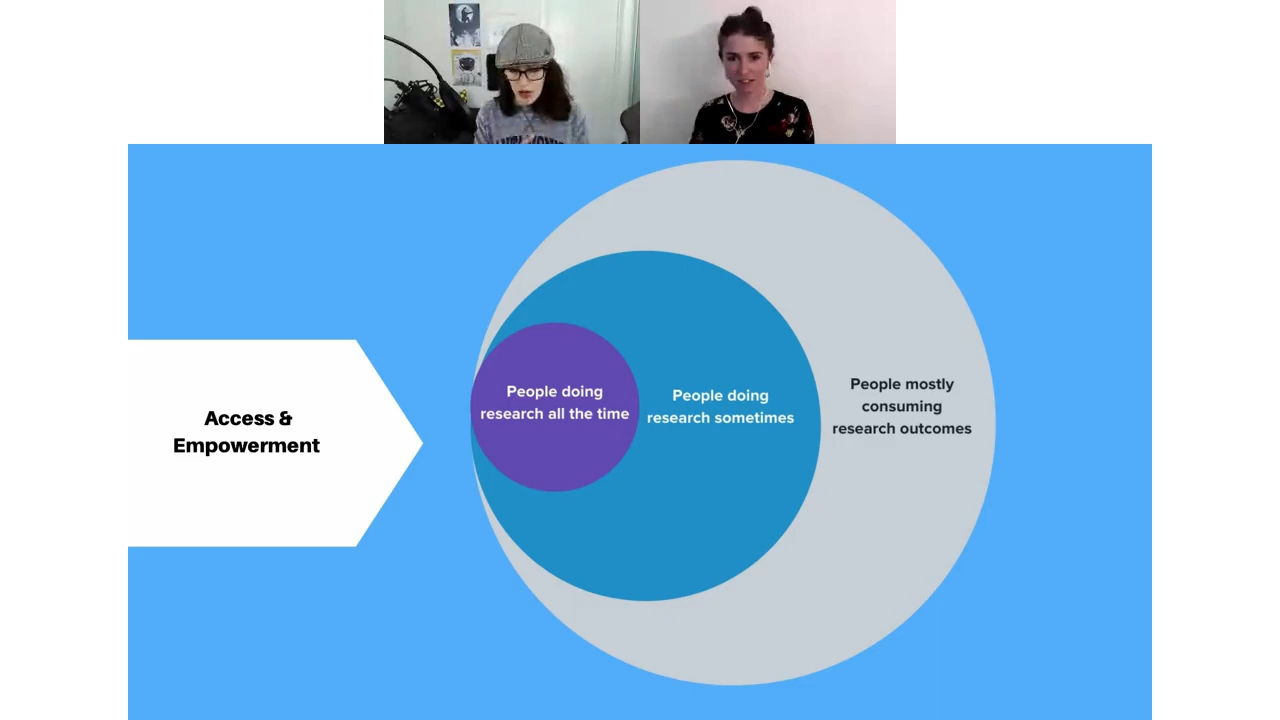 Access &
Empowerment
People doing
research all the time
People doing
research sometimes
People mostly
consuming
research outcomes